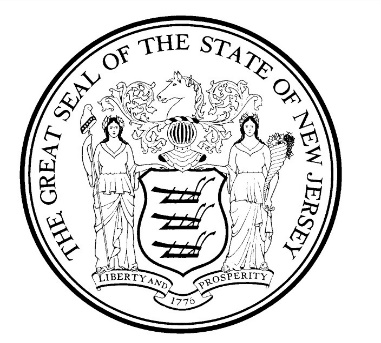 THE GREAT SEAL OF THE STATE OF NEW JERSEY
LIBERTY AND PROSPERITY
1776